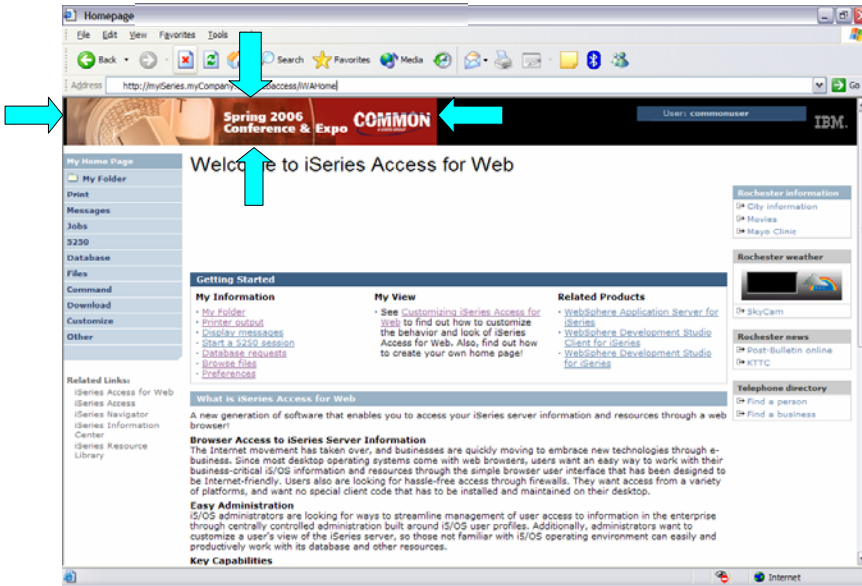 Homepage
File Edit View Favorites Tools
Back Search Favorites Media
Address http://myiSeries.myCompany. access/iWAHome Go
Spring 2006
Conference & Expo
COMMON
User: commonuser
IBM.
My Home Page
My Folder
Print
Messages
Jobs
5250
Database
Files
Command
Download
Customize
Other
Related Links:
iSeries Access for Web
iSeries Access
iSeries Navigator
iSeries Information
Center
iSeries Resource
Library
Welcome to iSeries Access for Web
Getting Started
My Information
· My Folder
· Printer output
· Display messages
· Start a 5250 session
· Database requests
· Browse files
· Preferences
My View
· See Customizing iSeries Access for
Web to find out how to customize
the behavior and look of iSeries
Access for Web. Also, find out how
to create your own home page!
Related Products
· WebSphere Application Server for
iSeries
· WebSphere Development Studio
Client for iSeries
· WebSphere Development Studio
for iSeries
What is iSeries Access for Web
A new generation of software that enables you to access your iSeries server information and resources through a web
browser!
Browser Access to iSeries Server Information
The Internet movement has taken over, and businesses are quickly moving to embrace new technologies through e-
business. Since most desktop operating systems come with web browsers, users want an easy way to work with their
business-critical i5/OS information and resources through the simple browser user interface that has been designed to
be Internet-friendly. Users also are looking for hassle-free access through firewalls. They want access from a variety
of platforms, and want no special client code that has to be installed and maintained on their desktop.
Easy Administration
i5/OS administrators are looking for ways to streamline management of user access to information in the enterprise
through centrally controlled administration built around i5/OS user profiles. Additionally, administrators want to
customize a user's view of the iSeries server, so those not familiar with i5/OS operating environment can easily and
productively work with its database and other resources.
Key Capabilities
Rochester information
City information
Movies
Mayo Clinic
Rochester weather
SkyCam
Rochester news
Post-Bulletin online
KTTC
Telephone directory
Find a person
Find a business
Internet